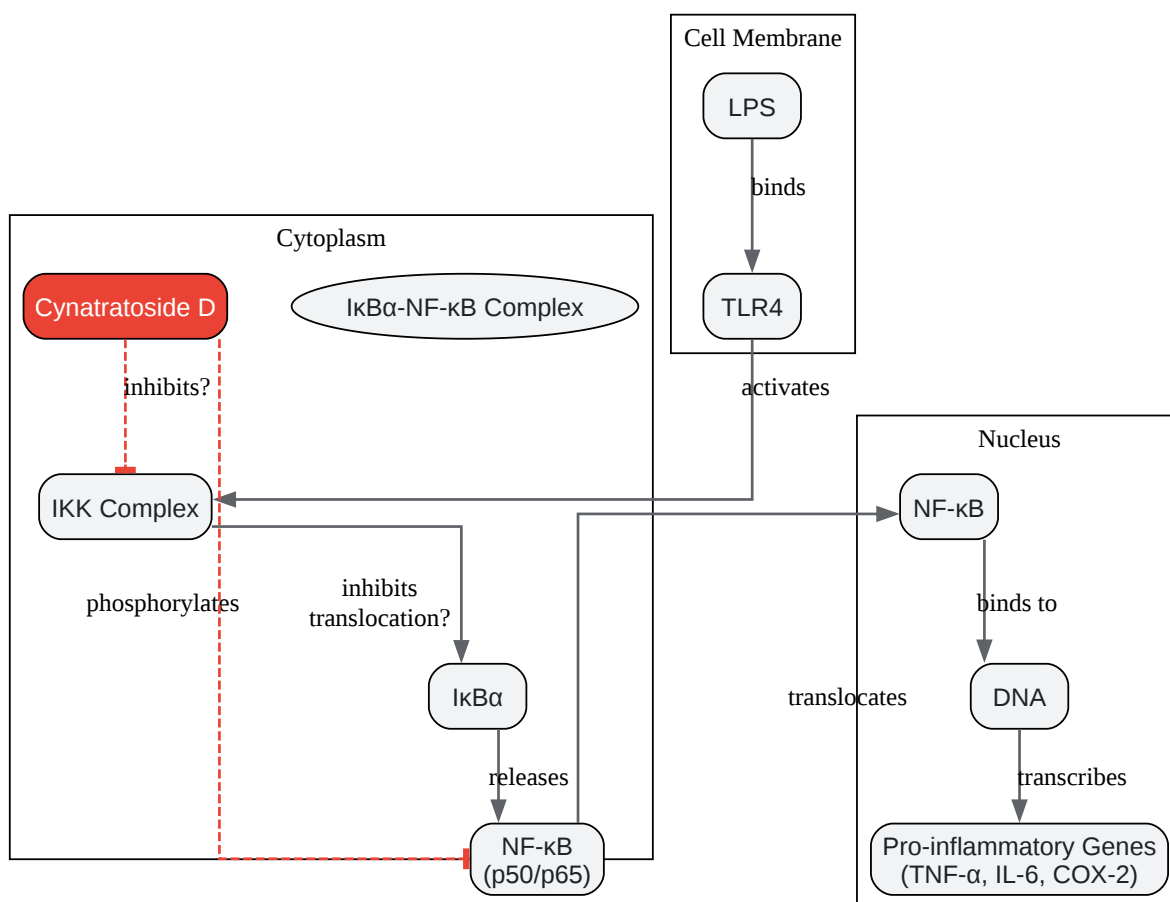 Cell Membrane
LPS
binds
Cytoplasm
Cynatratoside D
IκBα-NF-κB Complex
TLR4
inhibits?
activates
Nucleus
IKK Complex
NF-κB
phosphorylates
inhibits
translocation?
binds to
IκBα
translocates
DNA
releases
transcribes
NF-κB
(p50/p65)
Pro-inflammatory Genes
(TNF-α, IL-6, COX-2)